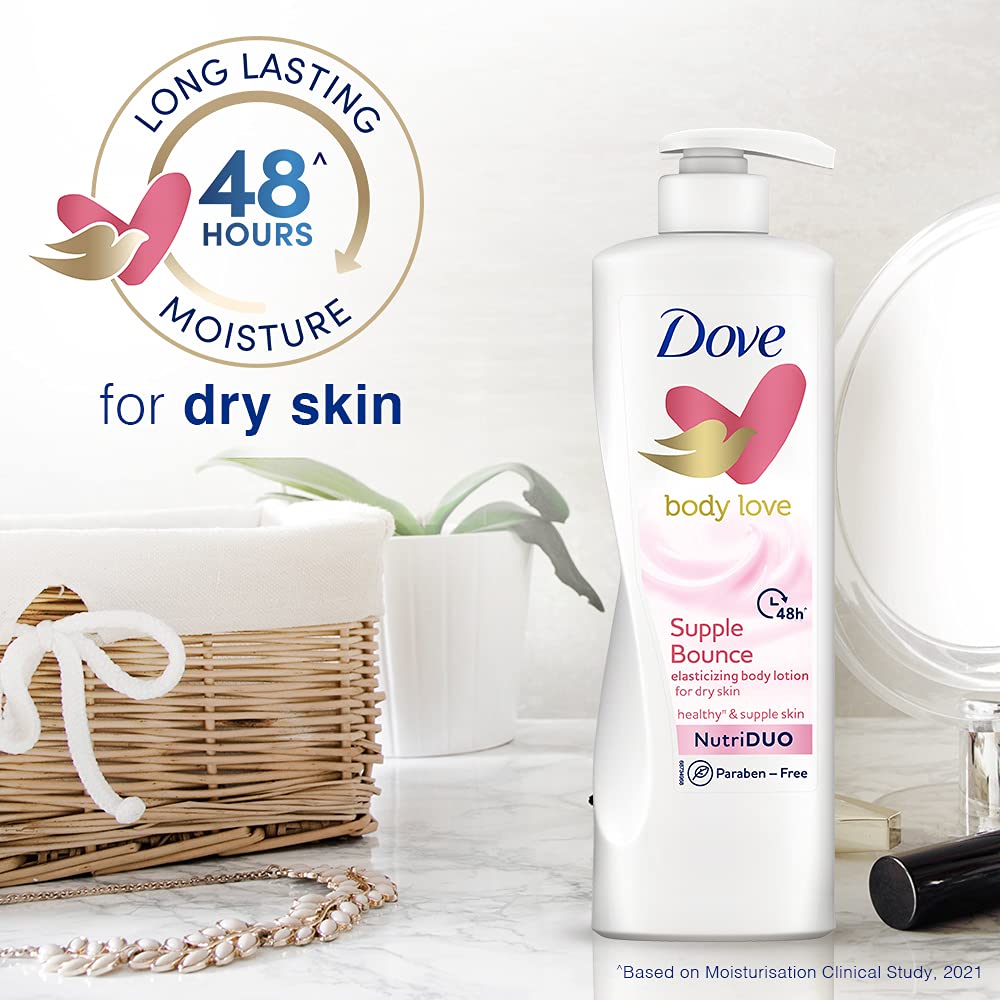 LONG LASTING
48^
HOURS
MOISTURE
for dry skin
Dove
body love
48h^
Supple
Bounce
elasticizing body lotion
for dry skin
healthy^^ & supple skin
NutriDUO
Paraben – Free
^Based on Moisturisation Clinical Study, 2021